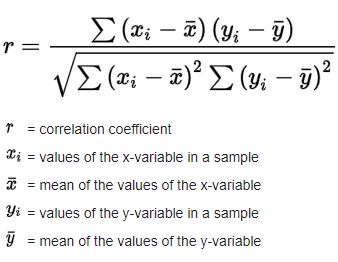 r = Σ (xᵢ − x̄) (yᵢ − ȳ) / √(Σ (xᵢ − x̄)² Σ (yᵢ − ȳ)²)
r = correlation coefficient
xᵢ = values of the x-variable in a sample
x̄ = mean of the values of the x-variable
yᵢ = values of the y-variable in a sample
ȳ = mean of the values of the y-variable